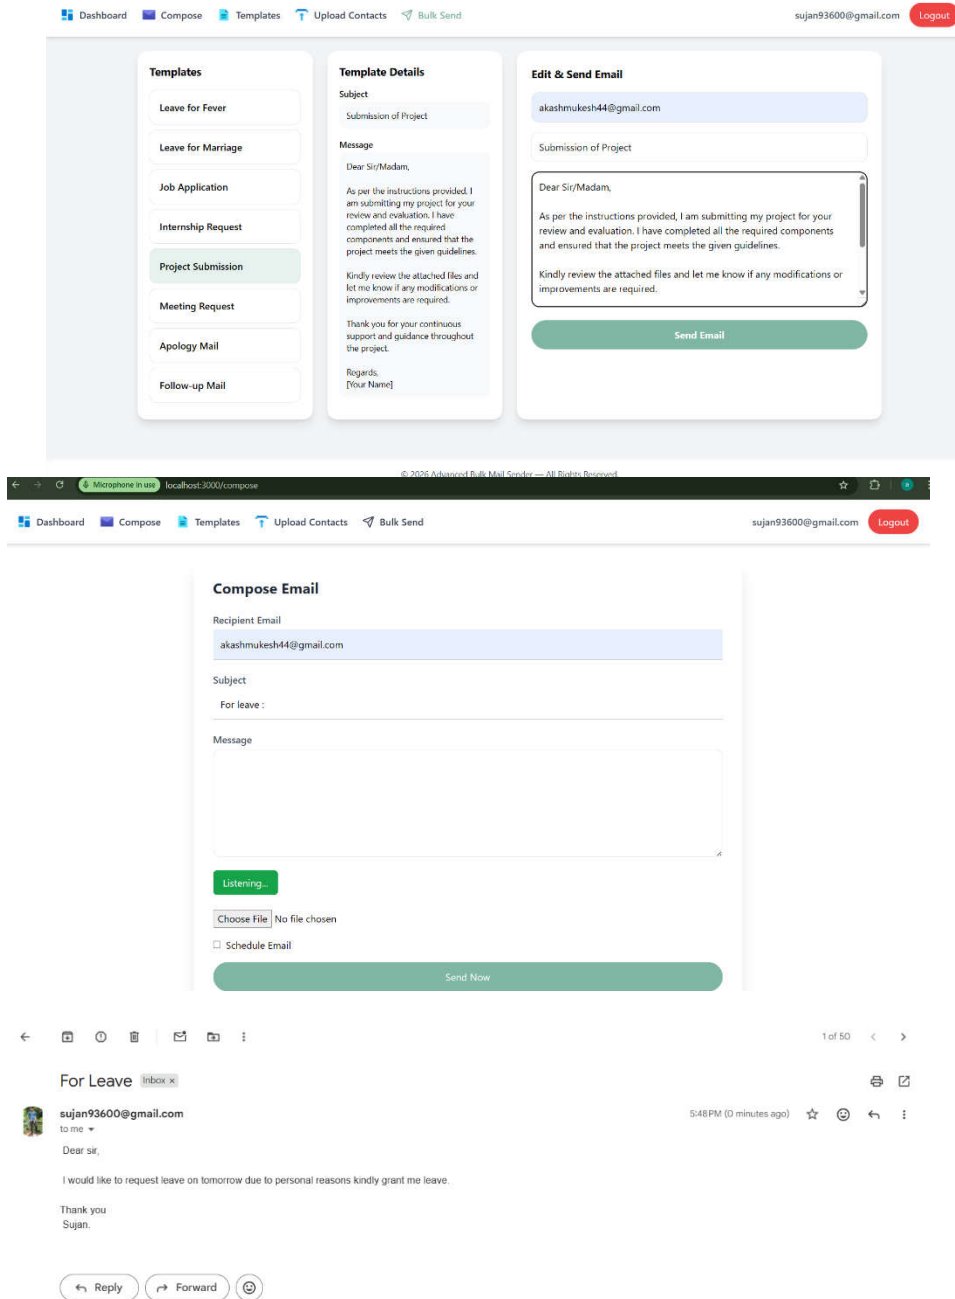 Dashboard Compose Templates Upload Contacts Bulk Send sujan93600@gmail.com Logout
Templates
Leave for Fever
Leave for Marriage
Job Application
Internship Request
Project Submission
Meeting Request
Apology Mail
Follow-up Mail
Template Details
Subject
Submission of Project
Message
Dear Sir/Madam,
As per the instructions provided, I
am submitting my project for your
review and evaluation. I have
completed all the required
components and ensured that the
project meets the given guidelines.
Kindly review the attached files and
let me know if any modifications or
improvements are required.
Thank you for your continuous
support and guidance throughout
the project.
Regards,
[Your Name]
Edit & Send Email
akashmukesh44@gmail.com
Submission of Project
Dear Sir/Madam,
As per the instructions provided, I am submitting my project for your
review and evaluation. I have completed all the required components
and ensured that the project meets the given guidelines.
Kindly review the attached files and let me know if any modifications or
improvements are required.
Send Email
© 2026 Advanced Bulk Mail Sender — All Rights Reserved.
Microphone in use localhost:3000/compose
Dashboard Compose Templates Upload Contacts Bulk Send sujan93600@gmail.com Logout
Compose Email
Recipient Email
akashmukesh44@gmail.com
Subject
For leave :
Message
Listening...
Choose File No file chosen
Schedule Email
Send Now
1 of 50
For Leave Inbox x
sujan93600@gmail.com 5:48 PM (0 minutes ago)
to me
Dear sir,
I would like to request leave on tomorrow due to personal reasons kindly grant me leave.
Thank you
Sujan.
Reply Forward